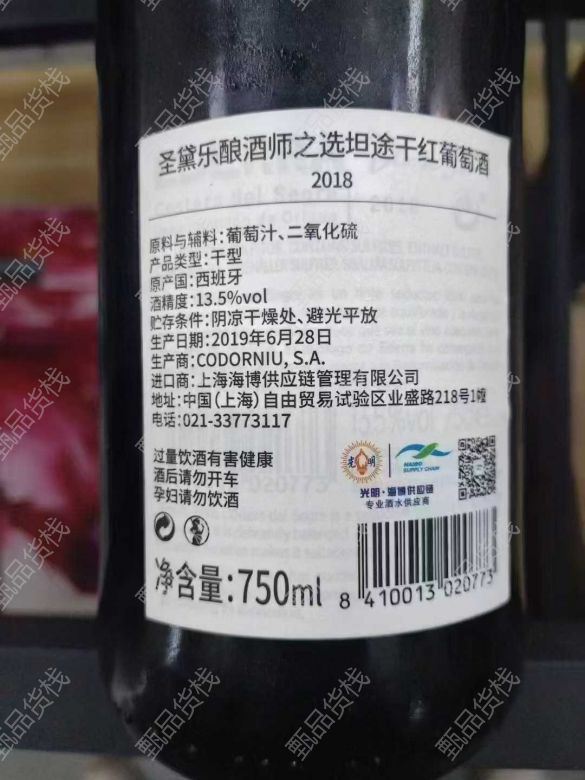 圣黛乐酿酒师之选坦途干红葡萄酒
2018
原料与辅料:葡萄汁、二氧化硫
产品类型:干型
原产国:西班牙
酒精度:13.5%vol
贮存条件:阴凉干燥处、避光平放
生产日期:2019年6月28日
生产商:CODORNIU, S.A.
进口商:上海海博供应链管理有限公司
地址:中国(上海)自由贸易试验区业盛路218号1幢
电话:021-33773117
过量饮酒有害健康
酒后请勿开车
孕妇请勿饮酒
光明
HAIBO
SUPPLY CHAIN
光明·海博供应链
专业酒水供应商
净含量:750ml
8 410013 020773
甄品货栈